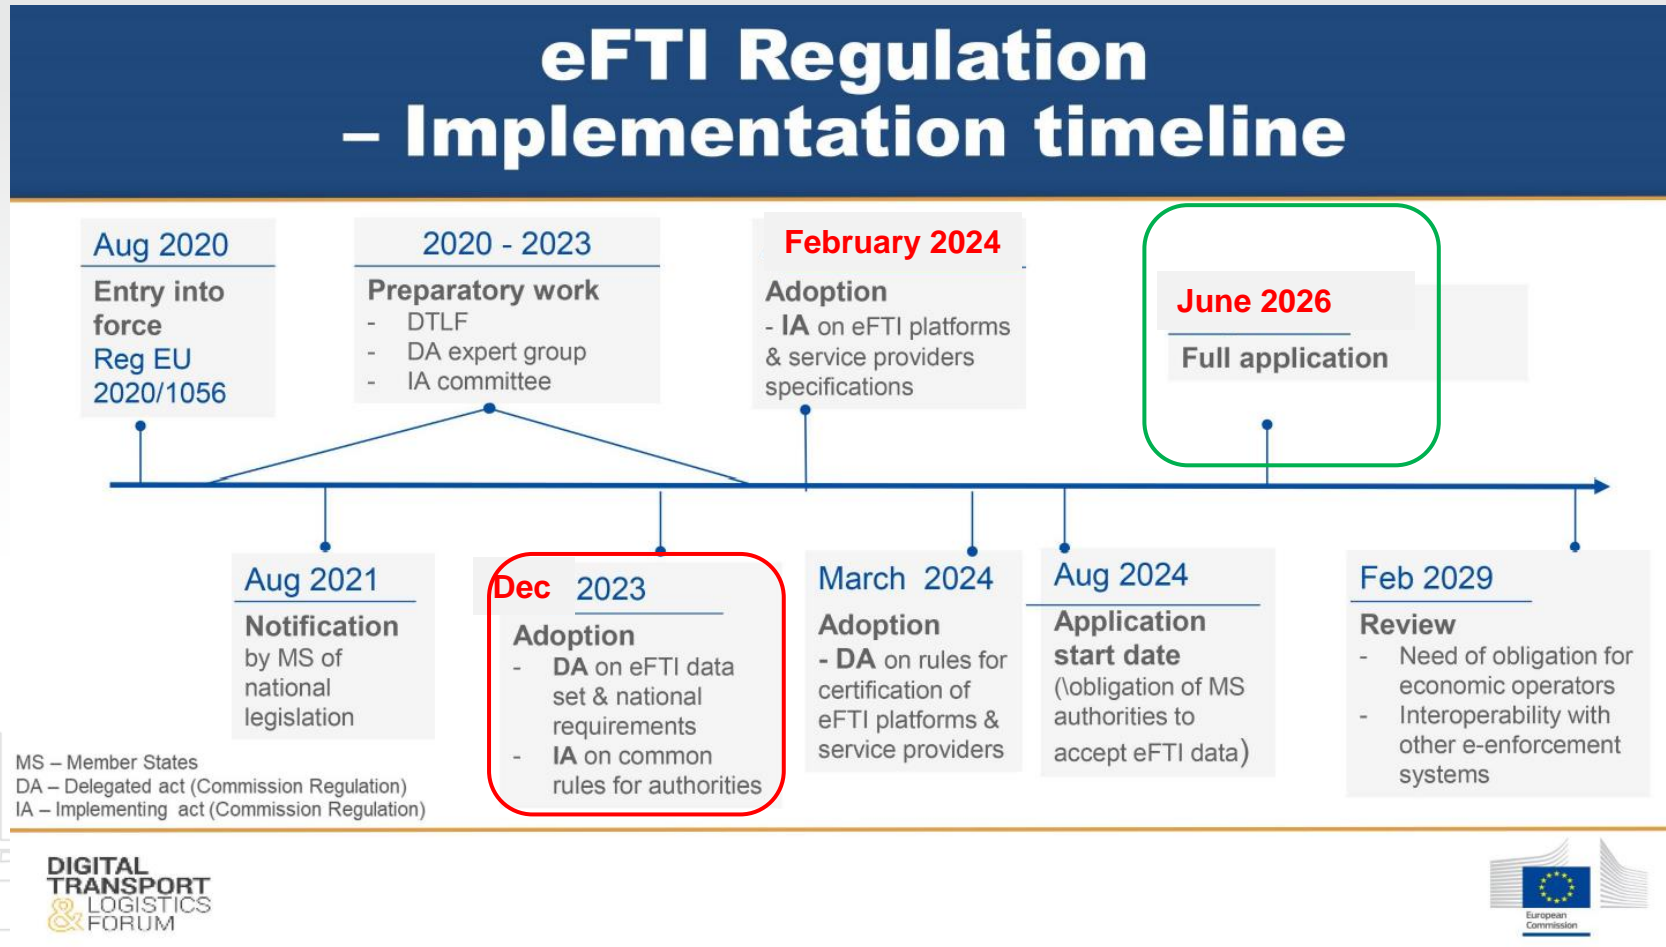 eFTI Regulation
– Implementation timeline
Aug 2020
Entry into
force
Reg EU
2020/1056
2020 - 2023
Preparatory work
- DTLF
- DA expert group
- IA committee
February 2024
Adoption
- IA on eFTI platforms
& service providers
specifications
June 2026
Full application
Aug 2021
Notification
by MS of
national
legislation
Dec 2023
Adoption
- DA on eFTI data
set & national
requirements
- IA on common
rules for authorities
March 2024
Adoption
- DA on rules for
certification of
eFTI platforms &
service providers
Aug 2024
Application
start date
(\obligation of MS
authorities to
accept eFTI data)
Feb 2029
Review
- Need of obligation for
economic operators
- Interoperability with
other e-enforcement
systems
MS – Member States
DA – Delegated act (Commission Regulation)
IA – Implementing act (Commission Regulation)
DIGITAL
TRANSPORT
& LOGISTICS
FORUM
European
Commission